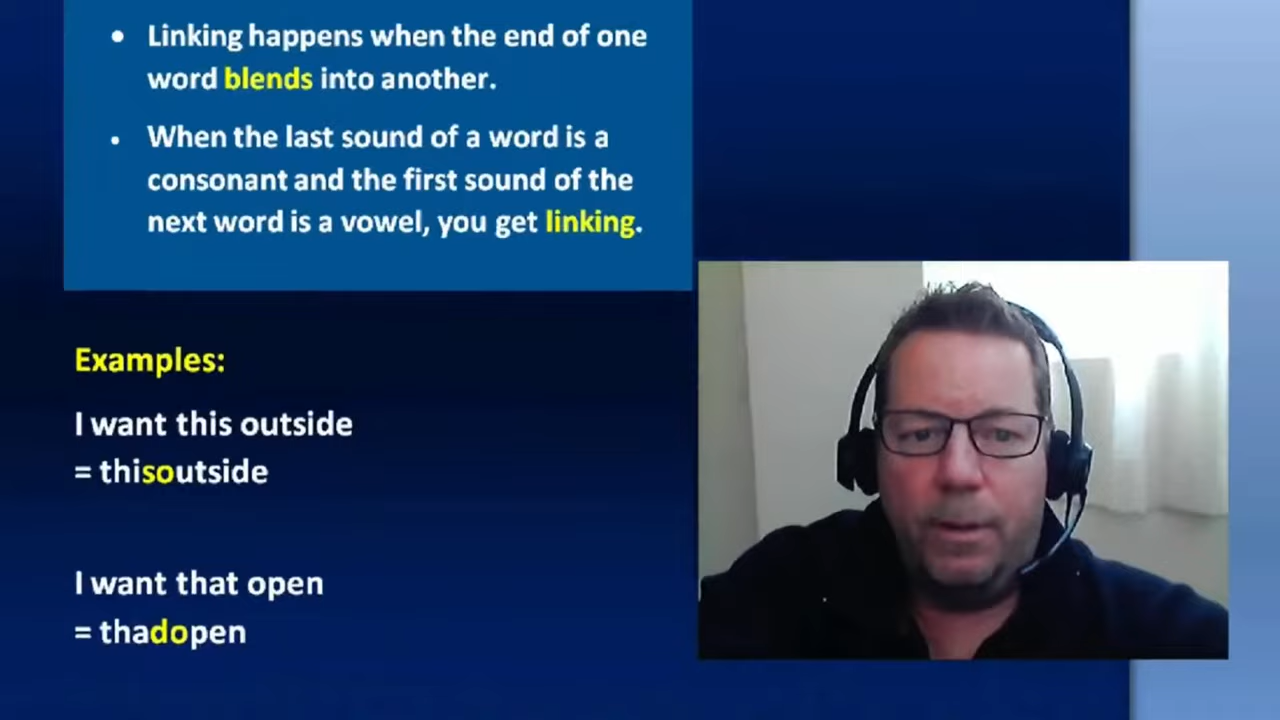 • Linking happens when the end of one
word blends into another.
• When the last sound of a word is a
consonant and the first sound of the
next word is a vowel, you get linking.
Examples:
I want this outside
= thisoutside
I want that open
= thadopen